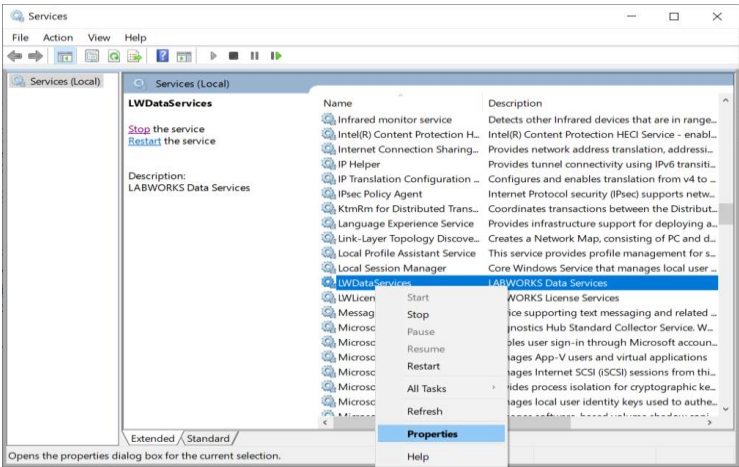 Services
File Action View Help
Services (Local)
Services (Local)
LWDataServices
Stop the service
Restart the service
Description:
LABWORKS Data Services
Name Description
Infrared monitor service Detects other Infrared devices that are in range...
Intel(R) Content Protection H... Intel(R) Content Protection HECI Service - enabl...
Internet Connection Sharing... Provides network address translation, addressi...
IP Helper Provides tunnel connectivity using IPv6 transiti...
IP Translation Configuration ... Configures and enables translation from v4 to ...
IPsec Policy Agent Internet Protocol security (IPsec) supports netw...
KtmRm for Distributed Trans... Coordinates transactions between the Distribut...
Language Experience Service Provides infrastructure support for deploying a...
Link-Layer Topology Discove... Creates a Network Map, consisting of PC and d...
Local Profile Assistant Service This service provides profile management for s...
Local Session Manager Core Windows Service that manages local user ...
LWDataServices LABWORKS Data Services
LWLicen WORKS License Services
Messag ice supporting text messaging and related ...
Microsc gnostics Hub Standard Collector Service. W...
Microsc bles user sign-in through Microsoft accoun...
Microsc nages App-V users and virtual applications
Microsc nages Internet SCSI (iSCSI) sessions from thi...
Microsc vides process isolation for cryptographic ke...
Microsc nages local user identity keys used to authe...
Start
Stop
Pause
Resume
Restart
All Tasks
Refresh
Properties
Help
Extended Standard
Opens the properties dialog box for the current selection.